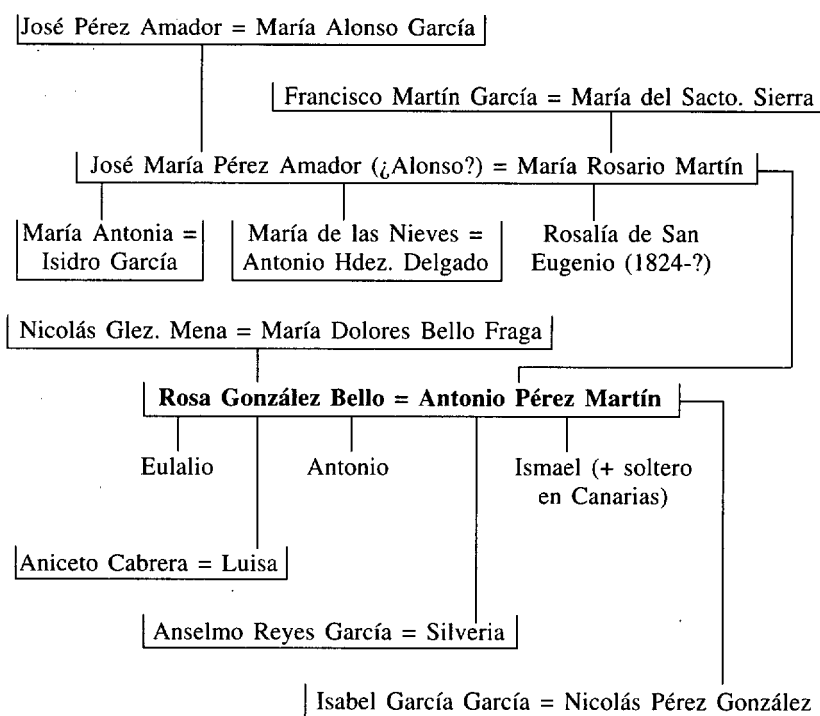 José Pérez Amador = María Alonso García
Francisco Martín García = María del Sacto. Sierra
José María Pérez Amador (¿Alonso?) = María Rosario Martín
María Antonia =
Isidro García
María de las Nieves =
Antonio Hdez. Delgado
Rosalía de San
Eugenio (1824-?)
Nicolás Glez. Mena = María Dolores Bello Fraga
Rosa González Bello = Antonio Pérez Martín
Eulalio
Antonio
Ismael (+ soltero
en Canarias)
Aniceto Cabrera = Luisa
Anselmo Reyes García = Silveria
Isabel García García = Nicolás Pérez González